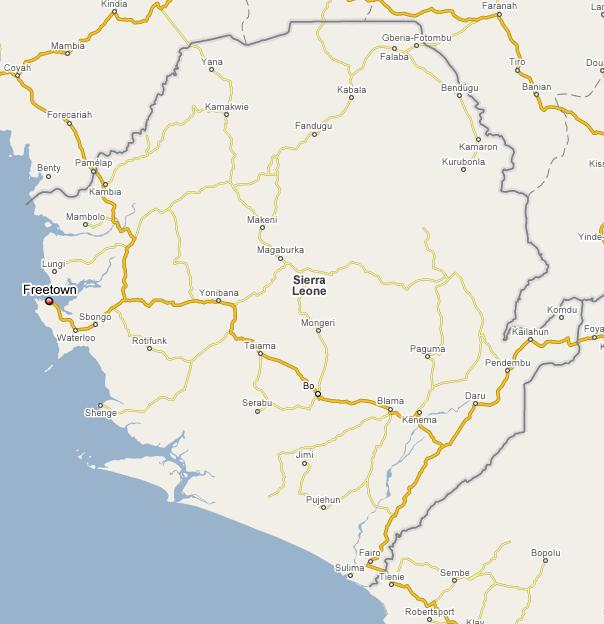 Kindia
Faranah
Lar
Mambia
Gberia-Fotombu
Falaba
Yana
Tiro
Dou
Coyah
Kabala
Bendugu
Banian
Kamakwie
Forecariah
Fandugu
Kamaron
Pamelap
Kurubonla
Kiss
Benty
Kambia
Mambolo
Makeni
Yinde
Magaburka
Lungi
Sierra
Leone
Freetown
Yonibana
Komdu
Sbongo
Mongeri
Waterloo
Kailahun
Foya
Rotifunk
Taiama
Paguma
K
Pendembu
Bo
Serabu
Blama
Daru
Shenge
Kenema
Jimi
Pujehun
Fairo
Bopolu
Sulima
Tienie
Sembe
Robertsport
Klay